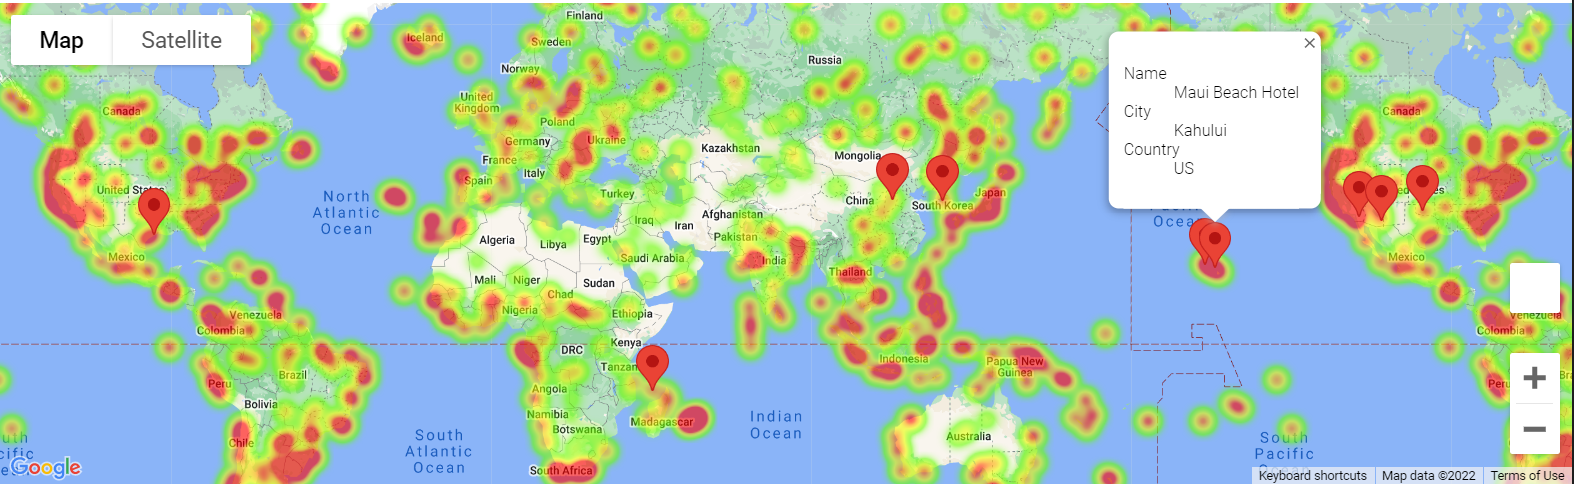 Map
Satellite
Finland
Iceland
Sweden
Norway
Russia
Canada
United
Kingdom
Poland
Germany
Ukraine
France
Kazakhstan
Mongolia
Italy
Spain
United States
Turkey
China
South Korea
Japan
North
Atlantic
Ocean
Afghanistan
Iraq
Iran
Pakistan
Algeria
Libya
Egypt
Saudi Arabia
Mexico
India
Thailand
Mali
Niger
Sudan
Chad
Nigeria
Ethiopia
Venezuela
Colombia
Kenya
DRC
Indonesia
Papua New
Guinea
Peru
Brazil
Angola
Bolivia
Namibia
Botswana
Madagascar
Indian
Ocean
Chile
South
Atlantic
Ocean
Australia
South Africa
Name
Maui Beach Hotel
City
Kahului
Country
US
Canada
Mexico
Venezuela
Colombia
South
Pacific
Google
Keyboard shortcuts
Map data ©2022
Terms of Use